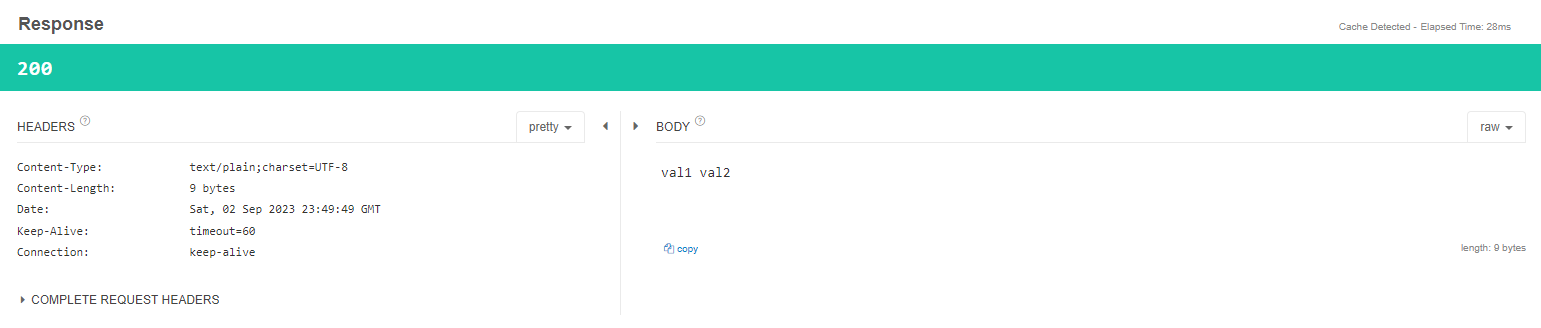 Response
Cache Detected - Elapsed Time: 28ms
200
HEADERS ?
pretty
BODY ?
raw
Content-Type: text/plain;charset=UTF-8
Content-Length: 9 bytes
Date: Sat, 02 Sep 2023 23:49:49 GMT
Keep-Alive: timeout=60
Connection: keep-alive
COMPLETE REQUEST HEADERS
val1 val2
copy
length: 9 bytes